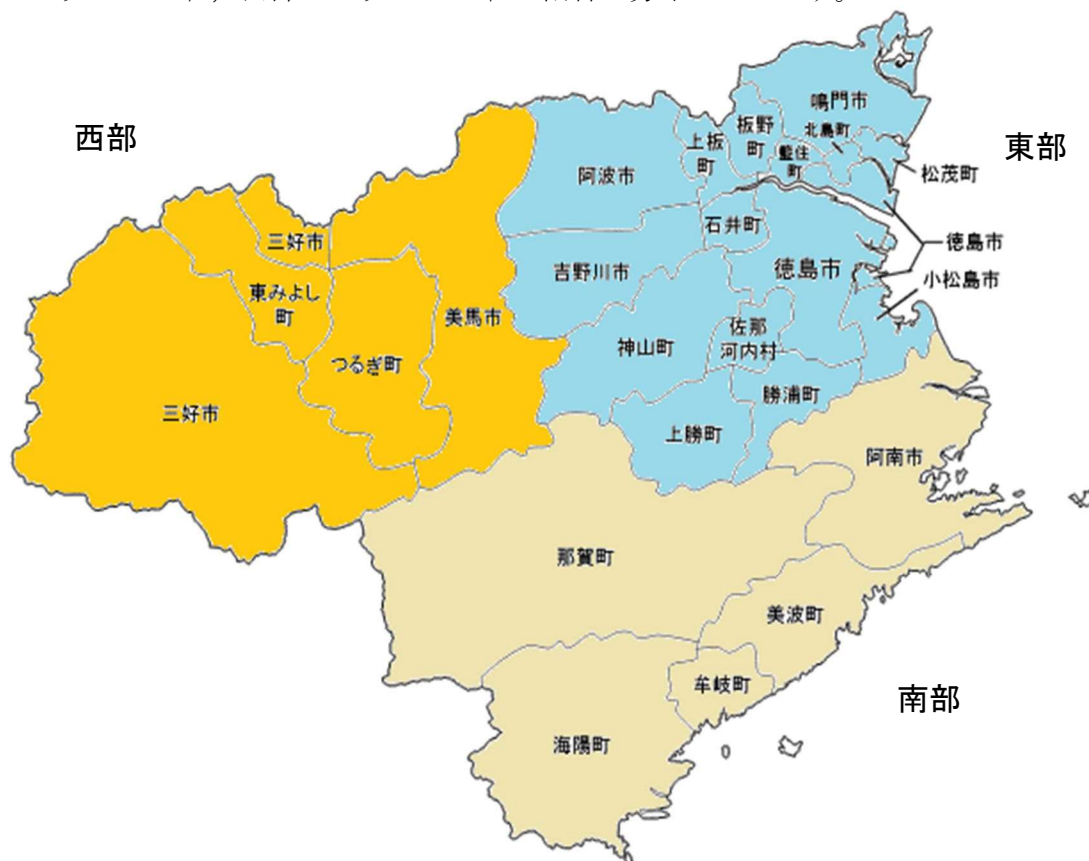 西部
東部
南部
鳴門市
北島町
板野
町
上板
町
藍住
町
松茂町
阿波市
石井町
徳島市
徳島市
小松島市
吉野川市
神山町
佐那
河内村
勝浦町
上勝町
三好市
東みよし
町
美馬市
つるぎ町
三好市
阿南市
那賀町
美波町
牟岐町
海陽町